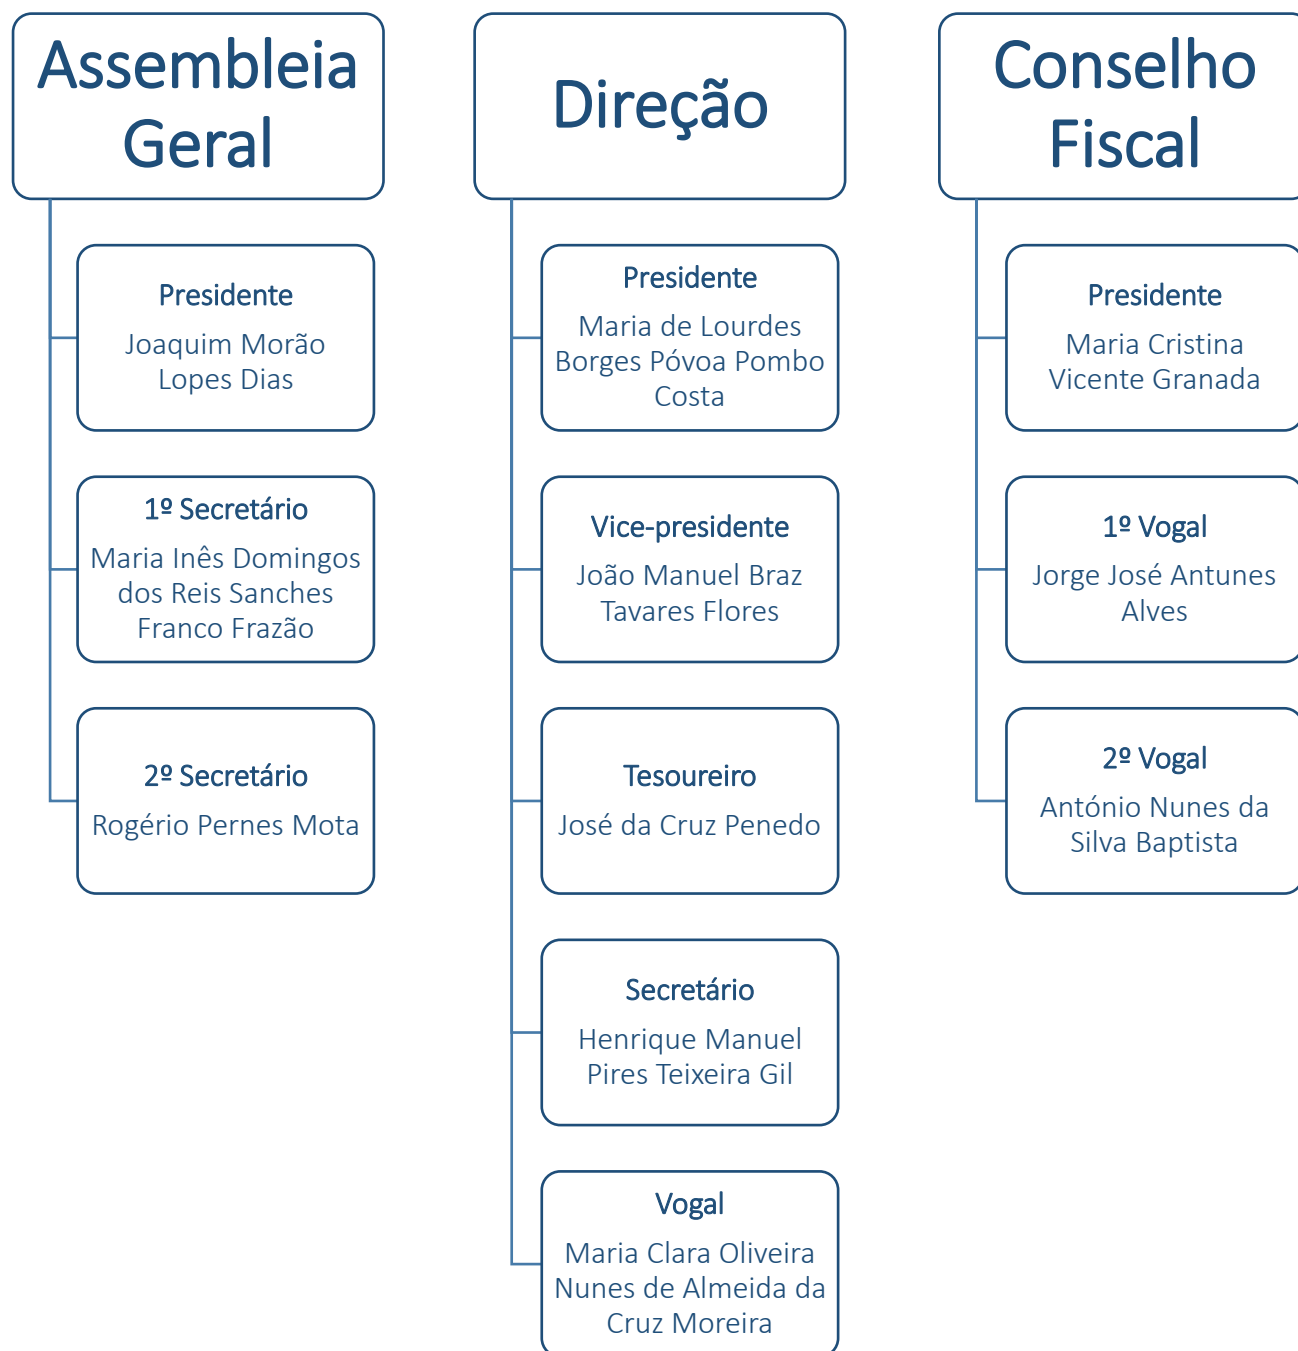 Assembleia
Geral
Presidente
Joaquim Morão
Lopes Dias
1º Secretário
Maria Inês Domingos
dos Reis Sanches
Franco Frazão
2º Secretário
Rogério Pernes Mota
Direção
Presidente
Maria de Lourdes
Borges Póvoa Pombo
Costa
Vice-presidente
João Manuel Braz
Tavares Flores
Tesoureiro
José da Cruz Penedo
Secretário
Henrique Manuel
Pires Teixeira Gil
Vogal
Maria Clara Oliveira
Nunes de Almeida da
Cruz Moreira
Conselho
Fiscal
Presidente
Maria Cristina
Vicente Granada
1º Vogal
Jorge José Antunes
Alves
2º Vogal
António Nunes da
Silva Baptista